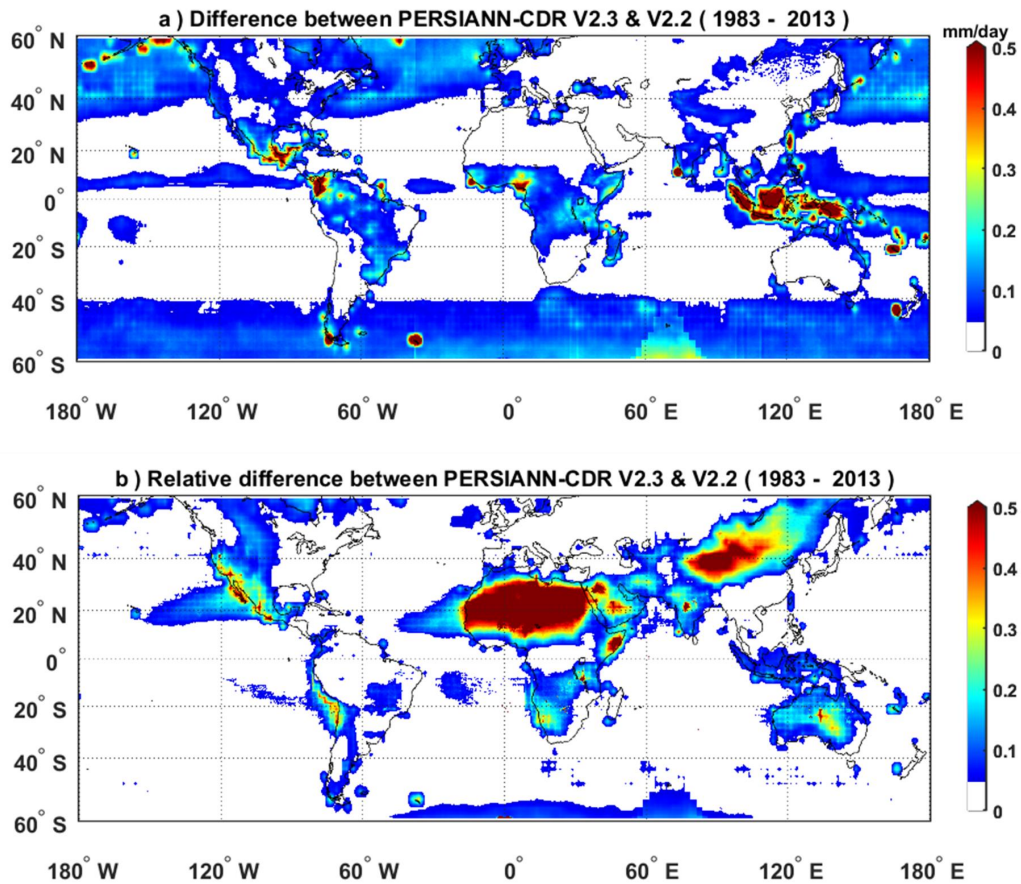 a ) Difference between PERSIANN-CDR V2.3 & V2.2 ( 1983 - 2013 )
mm/day
60° N
40° N
20° N
0°
20° S
40° S
60° S
0.5
0.4
0.3
0.2
0.1
0
180° W
120° W
60° W
0°
60° E
120° E
180° E
b ) Relative difference between PERSIANN-CDR V2.3 & V2.2 ( 1983 - 2013 )
60° N
40° N
20° N
0°
20° S
40° S
60° S
0.5
0.4
0.3
0.2
0.1
0
180° W
120° W
60° W
0°
60° E
120° E
180° E